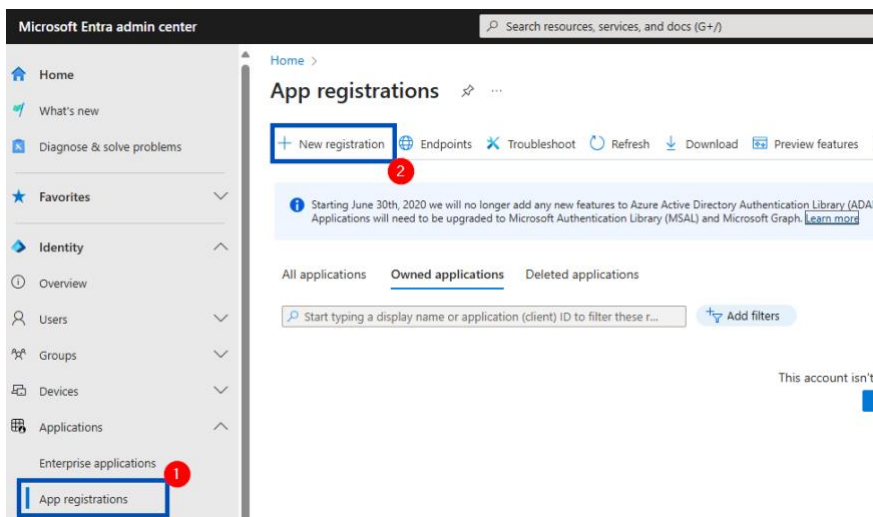 Microsoft Entra admin center
Search resources, services, and docs (G+/)
Home
What's new
Diagnose & solve problems
Favorites
Identity
Overview
Users
Groups
Devices
Applications
Enterprise applications
1
App registrations
Home >
App registrations
New registration Endpoints Troubleshoot Refresh Download Preview features
2
Starting June 30th, 2020 we will no longer add any new features to Azure Active Directory Authentication Library (ADA
Applications will need to be upgraded to Microsoft Authentication Library (MSAL) and Microsoft Graph. Learn more
All applications Owned applications Deleted applications
Start typing a display name or application (client) ID to filter these r... Add filters
This account isn't